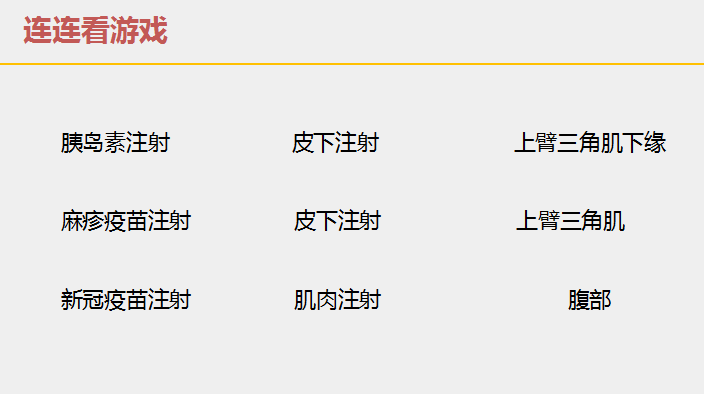 连连看游戏
胰岛素注射 皮下注射 上臂三角肌下缘
麻疹疫苗注射 皮下注射 上臂三角肌
新冠疫苗注射 肌肉注射 腹部